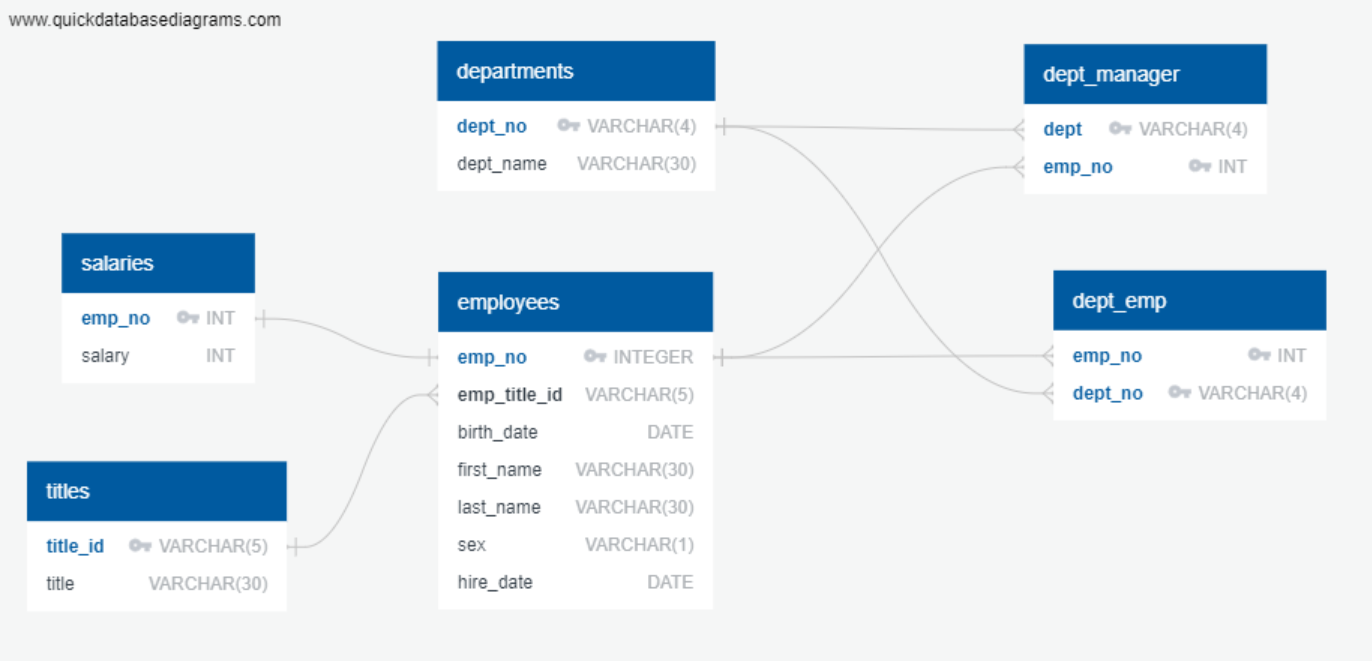 www.quickdatabasediagrams.com
departments
dept_no VARCHAR(4)
dept_name VARCHAR(30)
dept_manager
dept VARCHAR(4)
emp_no INT
salaries
emp_no INT
salary INT
employees
emp_no INTEGER
emp_title_id VARCHAR(5)
birth_date DATE
first_name VARCHAR(30)
last_name VARCHAR(30)
sex VARCHAR(1)
hire_date DATE
dept_emp
emp_no INT
dept_no VARCHAR(4)
titles
title_id VARCHAR(5)
title VARCHAR(30)